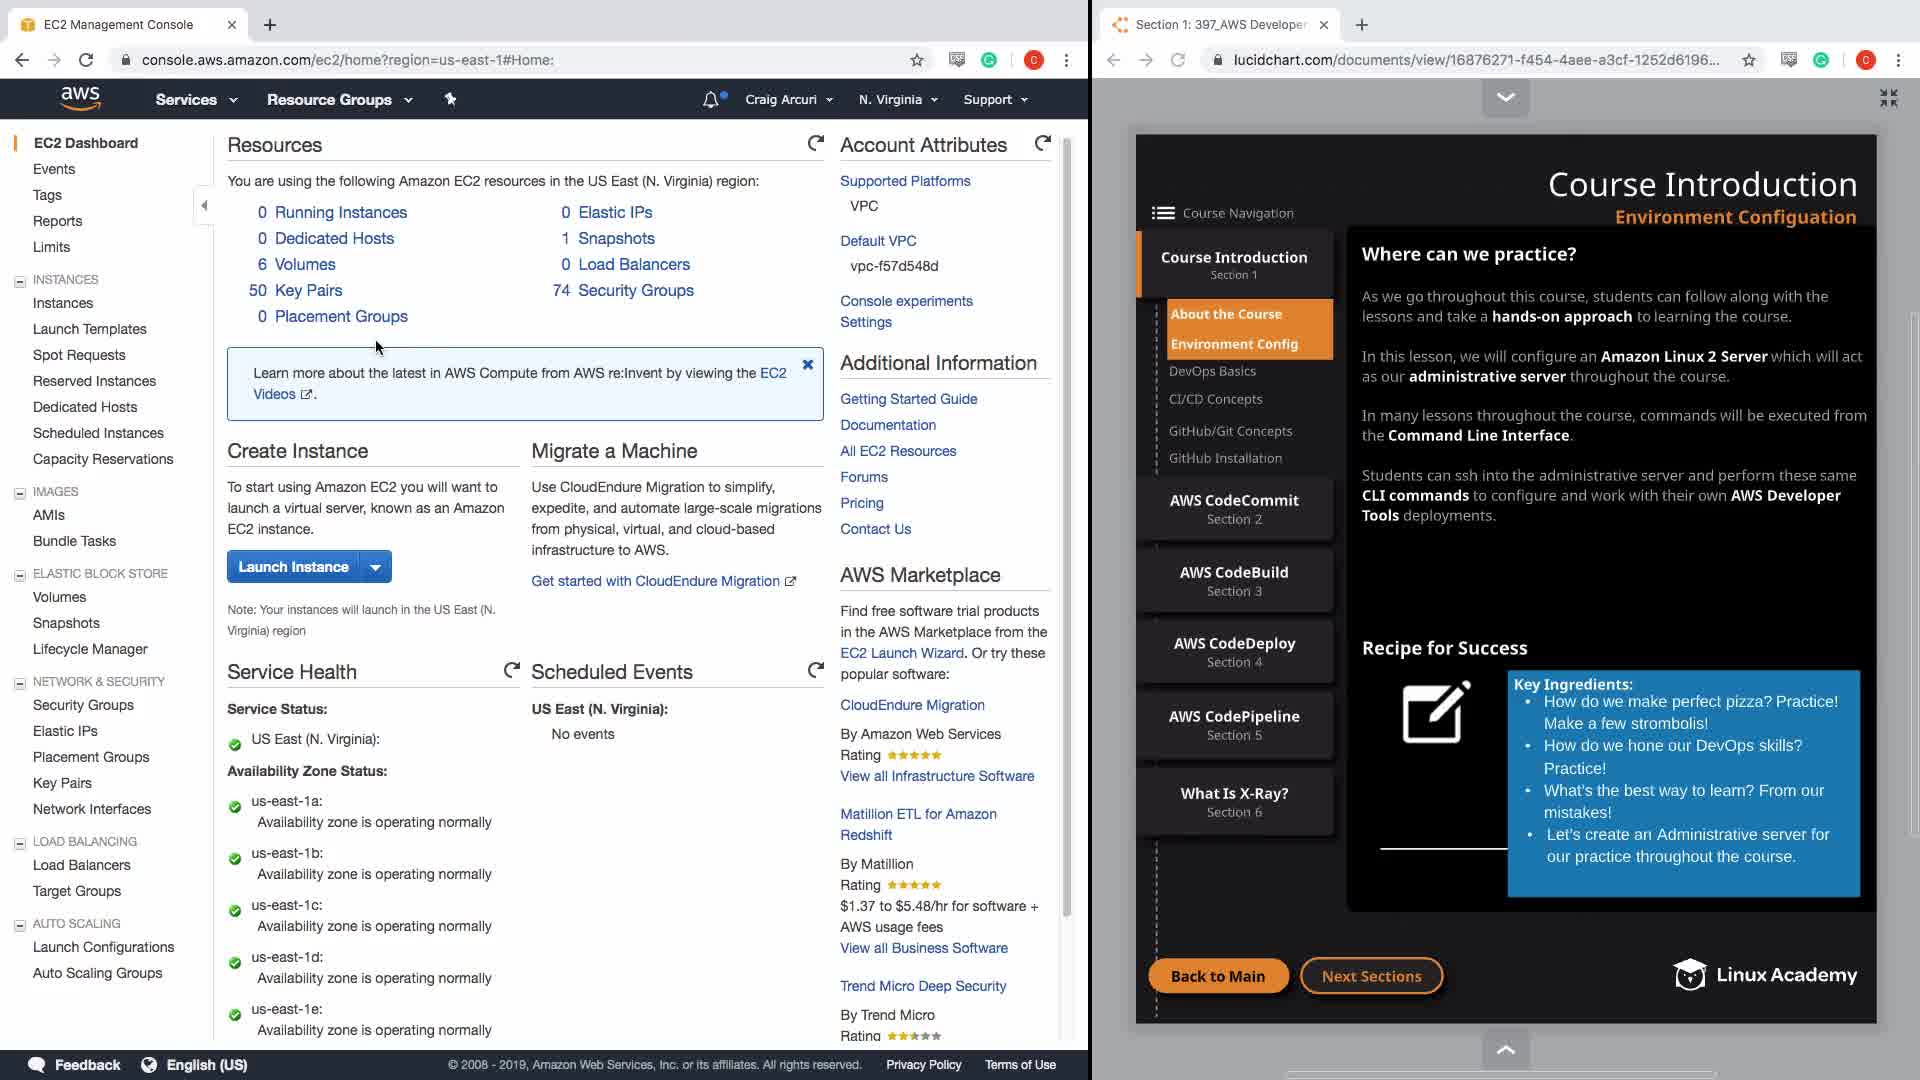 EC2 Management Console
console.aws.amazon.com/ec2/home?region=us-east-1#Home:
C
aws
Services
Resource Groups
Craig Arcuri
N. Virginia
Support
EC2 Dashboard
Events
Tags
Reports
Limits
INSTANCES
Instances
Launch Templates
Spot Requests
Reserved Instances
Dedicated Hosts
Scheduled Instances
Capacity Reservations
IMAGES
AMIs
Bundle Tasks
ELASTIC BLOCK STORE
Volumes
Snapshots
Lifecycle Manager
NETWORK & SECURITY
Security Groups
Elastic IPs
Placement Groups
Key Pairs
Network Interfaces
LOAD BALANCING
Load Balancers
Target Groups
AUTO SCALING
Launch Configurations
Auto Scaling Groups
Resources
You are using the following Amazon EC2 resources in the US East (N. Virginia) region:
0 Running Instances
0 Elastic IPs
0 Dedicated Hosts
1 Snapshots
6 Volumes
0 Load Balancers
50 Key Pairs
74 Security Groups
0 Placement Groups
Learn more about the latest in AWS Compute from AWS re:Invent by viewing the EC2
Videos .
Create Instance
To start using Amazon EC2 you will want to
launch a virtual server, known as an Amazon
EC2 instance.
Launch Instance
Note: Your instances will launch in the US East (N.
Virginia) region
Migrate a Machine
Use CloudEndure Migration to simplify,
expedite, and automate large-scale migrations
from physical, virtual, and cloud-based
infrastructure to AWS.
Get started with CloudEndure Migration
Service Health
Service Status:
US East (N. Virginia):
Availability Zone Status:
us-east-1a:
Availability zone is operating normally
us-east-1b:
Availability zone is operating normally
us-east-1c:
Availability zone is operating normally
us-east-1d:
Availability zone is operating normally
us-east-1e:
Availability zone is operating normally
Scheduled Events
US East (N. Virginia):
No events
Account Attributes
Supported Platforms
VPC
Default VPC
vpc-f57d548d
Console experiments
Settings
Additional Information
Getting Started Guide
Documentation
All EC2 Resources
Forums
Pricing
Contact Us
AWS Marketplace
Find free software trial products
in the AWS Marketplace from the
EC2 Launch Wizard. Or try these
popular software:
CloudEndure Migration
By Amazon Web Services
Rating
View all Infrastructure Software
Matillion ETL for Amazon
Redshift
By Matillion
Rating
$1.37 to $5.48/hr for software +
AWS usage fees
View all Business Software
Trend Micro Deep Security
By Trend Micro
Rating
Feedback
English (US)
© 2008 - 2019, Amazon Web Services, Inc. or its affiliates. All rights reserved.
Privacy Policy
Terms of Use
Section 1: 397_AWS Developer
lucidchart.com/documents/view/16876271-f454-4aee-a3cf-1252d6196...
C
Course Introduction
Environment Configuation
Course Navigation
Course Introduction
Section 1
About the Course
Environment Config
DevOps Basics
CI/CD Concepts
GitHub/Git Concepts
GitHub Installation
AWS CodeCommit
Section 2
AWS CodeBuild
Section 3
AWS CodeDeploy
Section 4
AWS CodePipeline
Section 5
What Is X-Ray?
Section 6
Where can we practice?
As we go throughout this course, students can follow along with the
lessons and take a hands-on approach to learning the course.
In this lesson, we will configure an Amazon Linux 2 Server which will act
as our administrative server throughout the course.
In many lessons throughout the course, commands will be executed from
the Command Line Interface.
Students can ssh into the administrative server and perform these same
CLI commands to configure and work with their own AWS Developer
Tools deployments.
Recipe for Success
Key Ingredients:
• How do we make perfect pizza? Practice!
Make a few strombolis!
• How do we hone our DevOps skills?
Practice!
• What's the best way to learn? From our
mistakes!
• Let's create an Administrative server for
our practice throughout the course.
Back to Main
Next Sections
Linux Academy